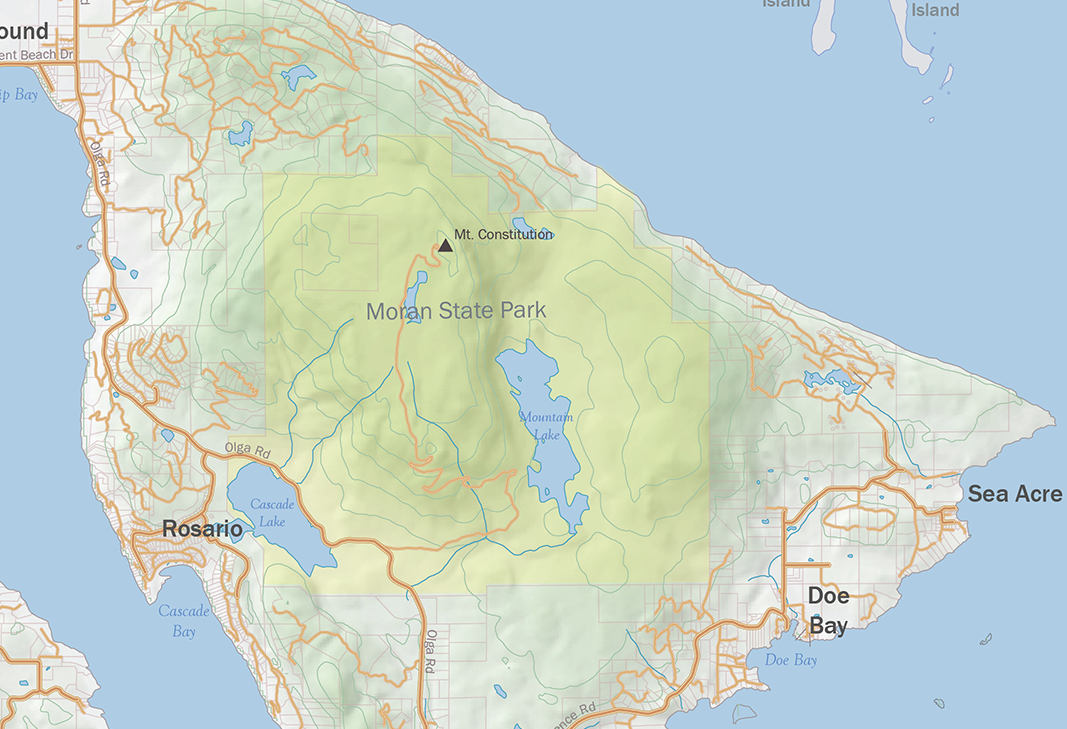 Island
Island
ound
ent Beach Dr
ip Bay
Olga Rd
Mt. Constitution
Moran State Park
Mountain
Lake
Olga Rd
Cascade
Lake
Rosario
Sea Acre
Cascade
Bay
Doe
Bay
Doe Bay
Olga Rd
ence Rd